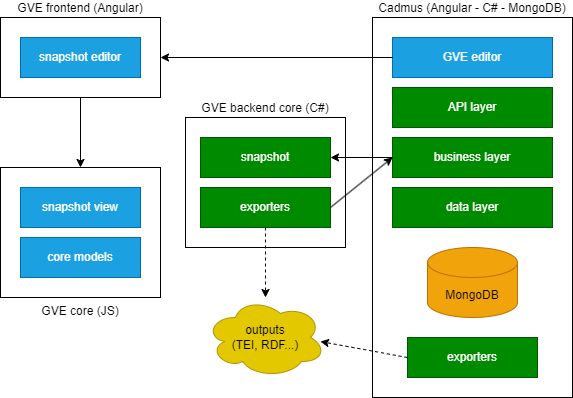 GVE frontend (Angular)
snapshot editor
Cadmus (Angular - C# - MongoDB)
GVE editor
API layer
business layer
data layer
MongoDB
exporters
GVE backend core (C#)
snapshot
exporters
snapshot view
core models
GVE core (JS)
outputs
(TEI, RDF...)